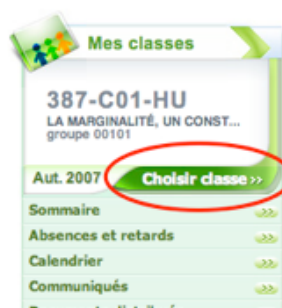 Mes classes
387-C01-HU
LA MARGINALITÉ, UN CONST...
groupe 00101
Aut. 2007 Choisir classe >>
Sommaire >>
Absences et retards >>
Calendrier >>
Communiqués >>